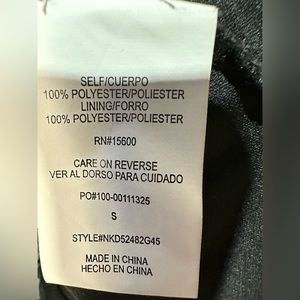 SELF/CUERPO
100% POLYESTER/POLIESTER
LINING/FORRO
100% POLYESTER/POLIESTER
RN#15600
CARE ON REVERSE
VER AL DORSO PARA CUIDADO
PO#100-00111325
S
STYLE#NKD52482G45
MADE IN CHINA
HECHO EN CHINA